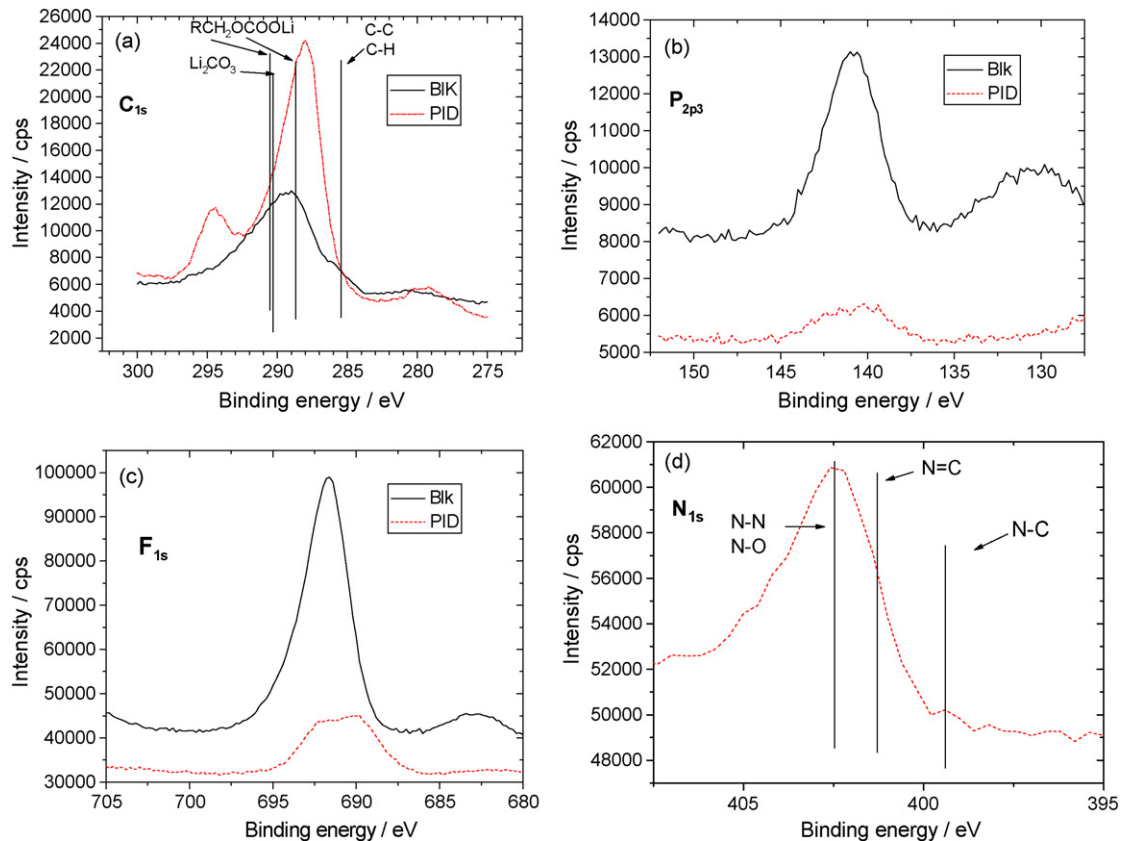 (a)
RCH₂OCOOLi
Li₂CO₃
C-C
C-H
C₁ₛ
BlK
PID
26000
24000
22000
20000
18000
16000
14000
12000
10000
8000
6000
4000
2000
Intensity / cps
300 295 290 285 280 275
Binding energy / eV
(b)
P₂ₚ₃
Blk
PID
14000
13000
12000
11000
10000
9000
8000
7000
6000
5000
Intensity / cps
150 145 140 135 130
Binding energy / eV
(c)
F₁ₛ
Blk
PID
100000
90000
80000
70000
60000
50000
40000
30000
Intensity / cps
705 700 695 690 685 680
Binding energy / eV
(d)
N₁ₛ
N=C
N-N
N-O
N-C
62000
60000
58000
56000
54000
52000
50000
48000
Intensity / cps
405 400 395
Binding energy / eV